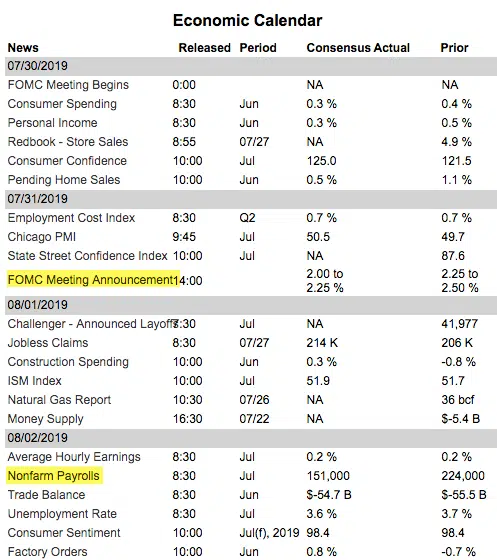 Economic Calendar
News Released Period Consensus Actual Prior
07/30/2019
FOMC Meeting Begins 0:00 NA NA
Consumer Spending 8:30 Jun 0.3 % 0.4 %
Personal Income 8:30 Jun 0.3 % 0.5 %
Redbook - Store Sales 8:55 07/27 NA 4.9 %
Consumer Confidence 10:00 Jul 125.0 121.5
Pending Home Sales 10:00 Jun 0.5 % 1.1 %
07/31/2019
Employment Cost Index 8:30 Q2 0.7 % 0.7 %
Chicago PMI 9:45 Jul 50.5 49.7
State Street Confidence Index 10:00 Jul NA 87.6
FOMC Meeting Announcement 14:00 2.00 to 2.25 % 2.25 to 2.50 %
08/01/2019
Challenger - Announced Layoffs 7:30 Jul NA 41,977
Jobless Claims 8:30 07/27 214 K 206 K
Construction Spending 10:00 Jun 0.3 % -0.8 %
ISM Index 10:00 Jul 51.9 51.7
Natural Gas Report 10:30 07/26 NA 36 bcf
Money Supply 16:30 07/22 NA $-5.4 B
08/02/2019
Average Hourly Earnings 8:30 Jul 0.2 % 0.2 %
Nonfarm Payrolls 8:30 Jul 151,000 224,000
Trade Balance 8:30 Jun $-54.7 B $-55.5 B
Unemployment Rate 8:30 Jul 3.6 % 3.7 %
Consumer Sentiment 10:00 Jul(f), 2019 98.4 98.4
Factory Orders 10:00 Jun 0.8 % -0.7 %